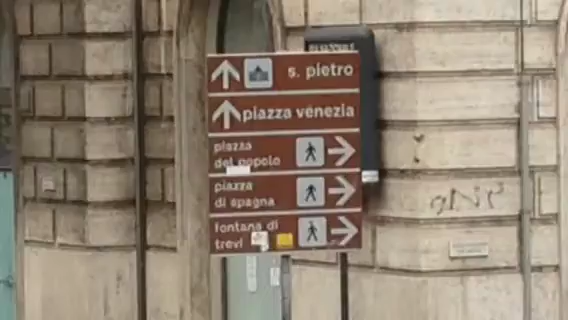 s. pietro
piazza venezia
piazza
del popolo
piazza
di spagna
fontana di
trevi